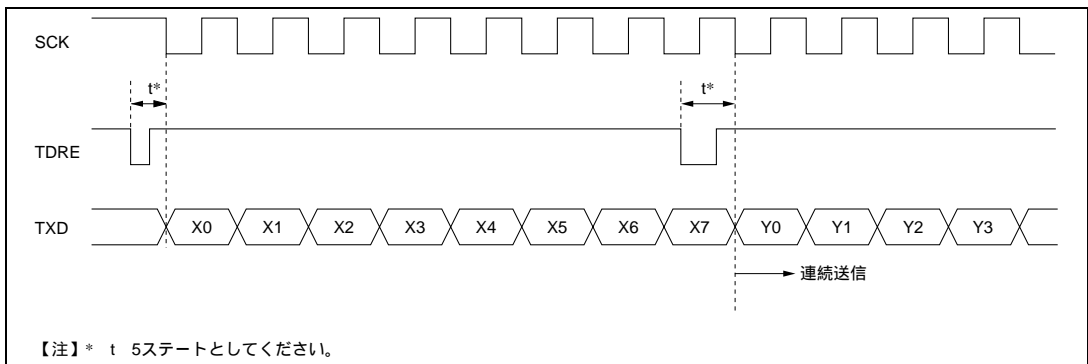 SCK
t* t*
TDRE
TXD X0 X1 X2 X3 X4 X5 X6 X7 Y0 Y1 Y2 Y3
連続送信
【注】* t 5ステートとしてください。